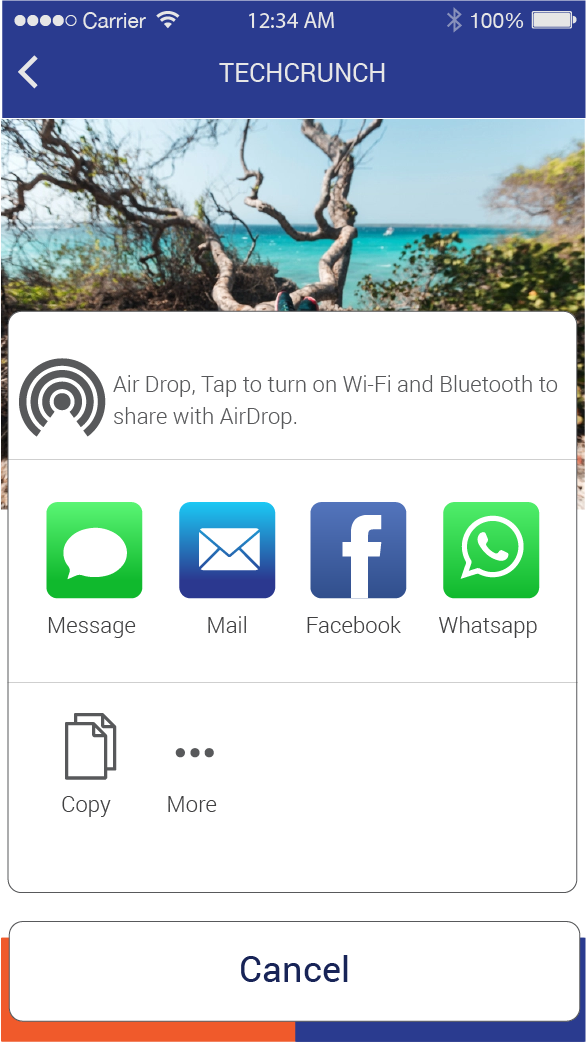 Carrier 12:34 AM 100%
TECHCRUNCH
Air Drop, Tap to turn on Wi-Fi and Bluetooth to
share with AirDrop.
Message Mail Facebook Whatsapp
Copy More
Cancel